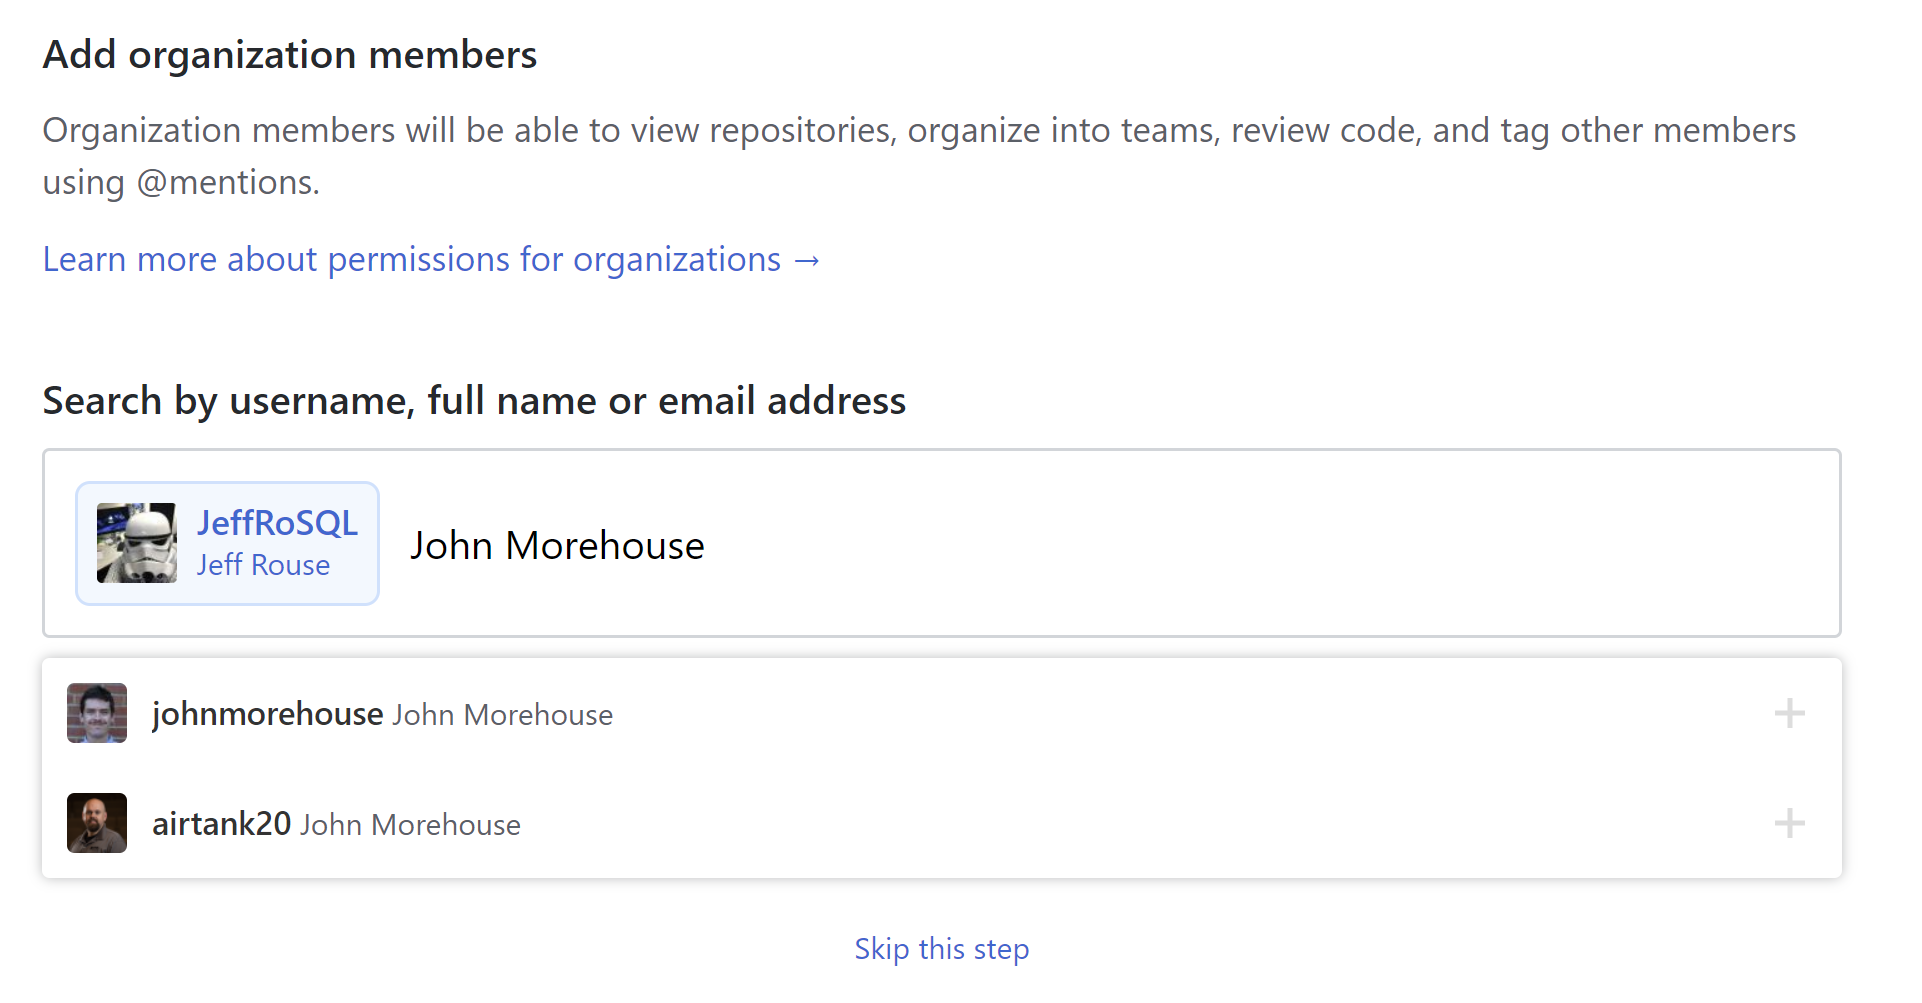 Add organization members
Organization members will be able to view repositories, organize into teams, review code, and tag other members
using @mentions.
Learn more about permissions for organizations →
Search by username, full name or email address
JeffRoSQL
Jeff Rouse
John Morehouse
johnmorehouse John Morehouse
airtank20 John Morehouse
Skip this step